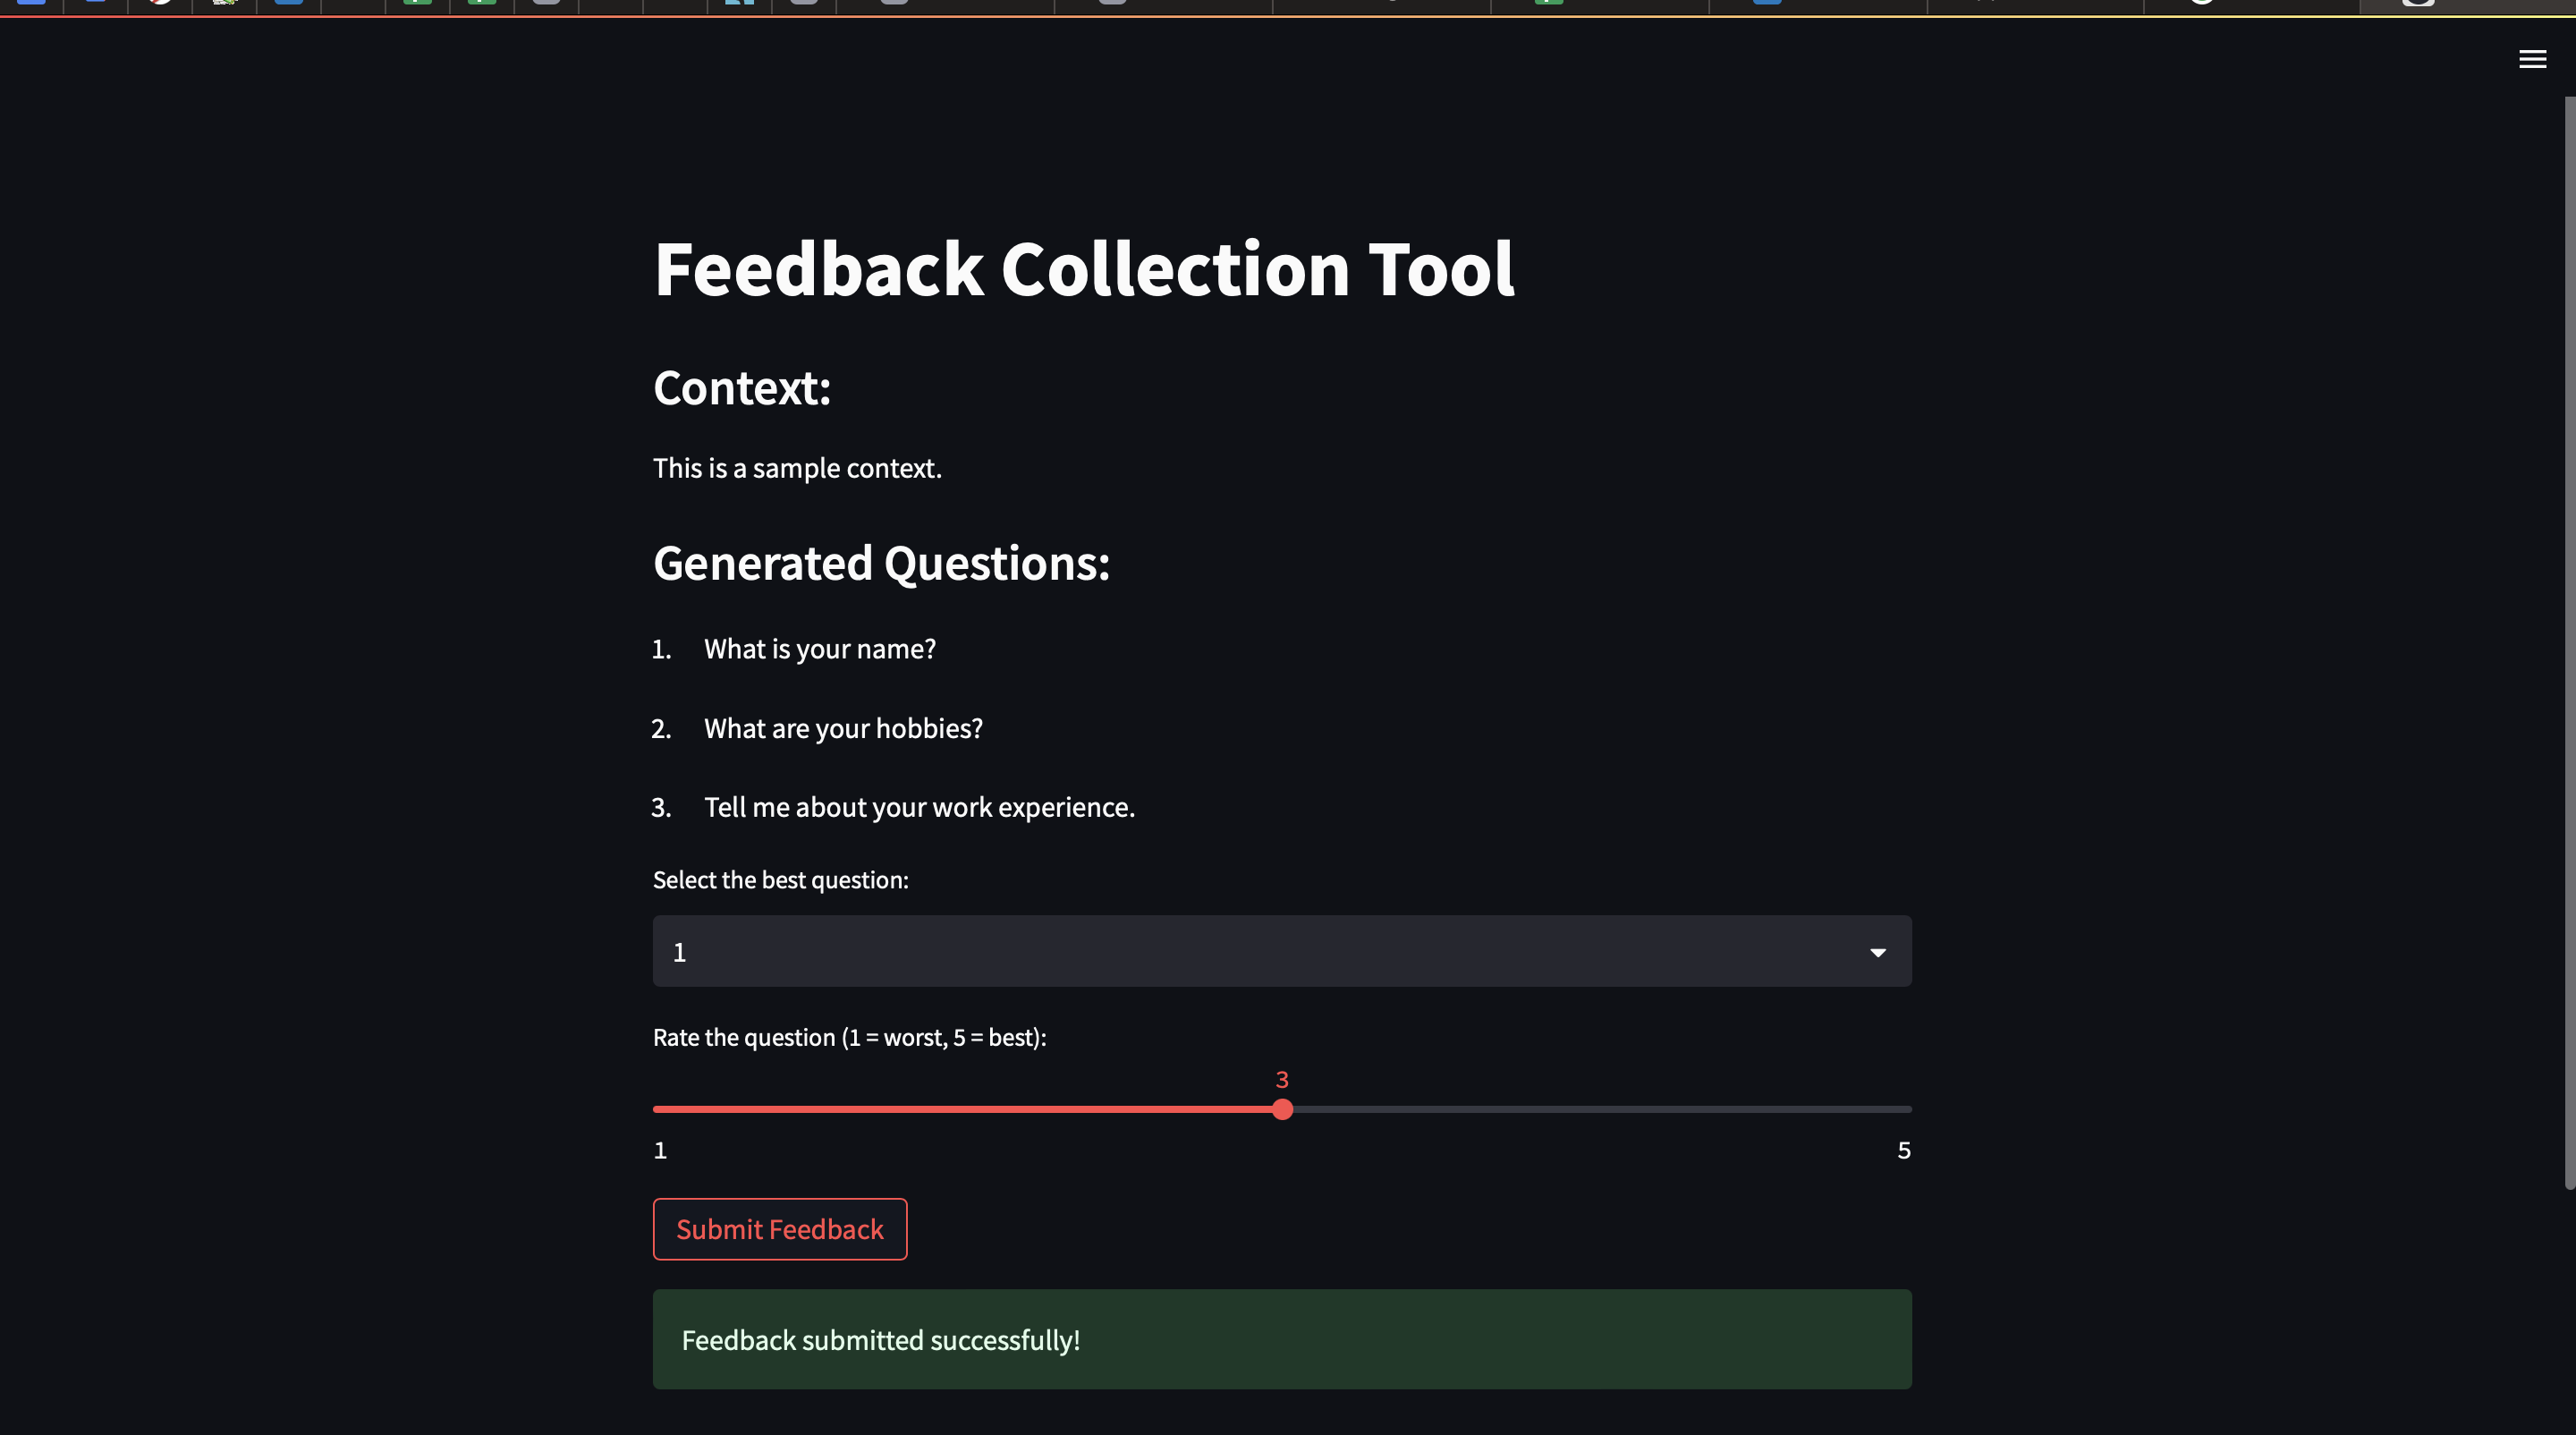 Feedback Collection Tool
Context:
This is a sample context.
Generated Questions:
1. What is your name?
2. What are your hobbies?
3. Tell me about your work experience.
Select the best question:
1
Rate the question (1 = worst, 5 = best):
3
1 5
Submit Feedback
Feedback submitted successfully!